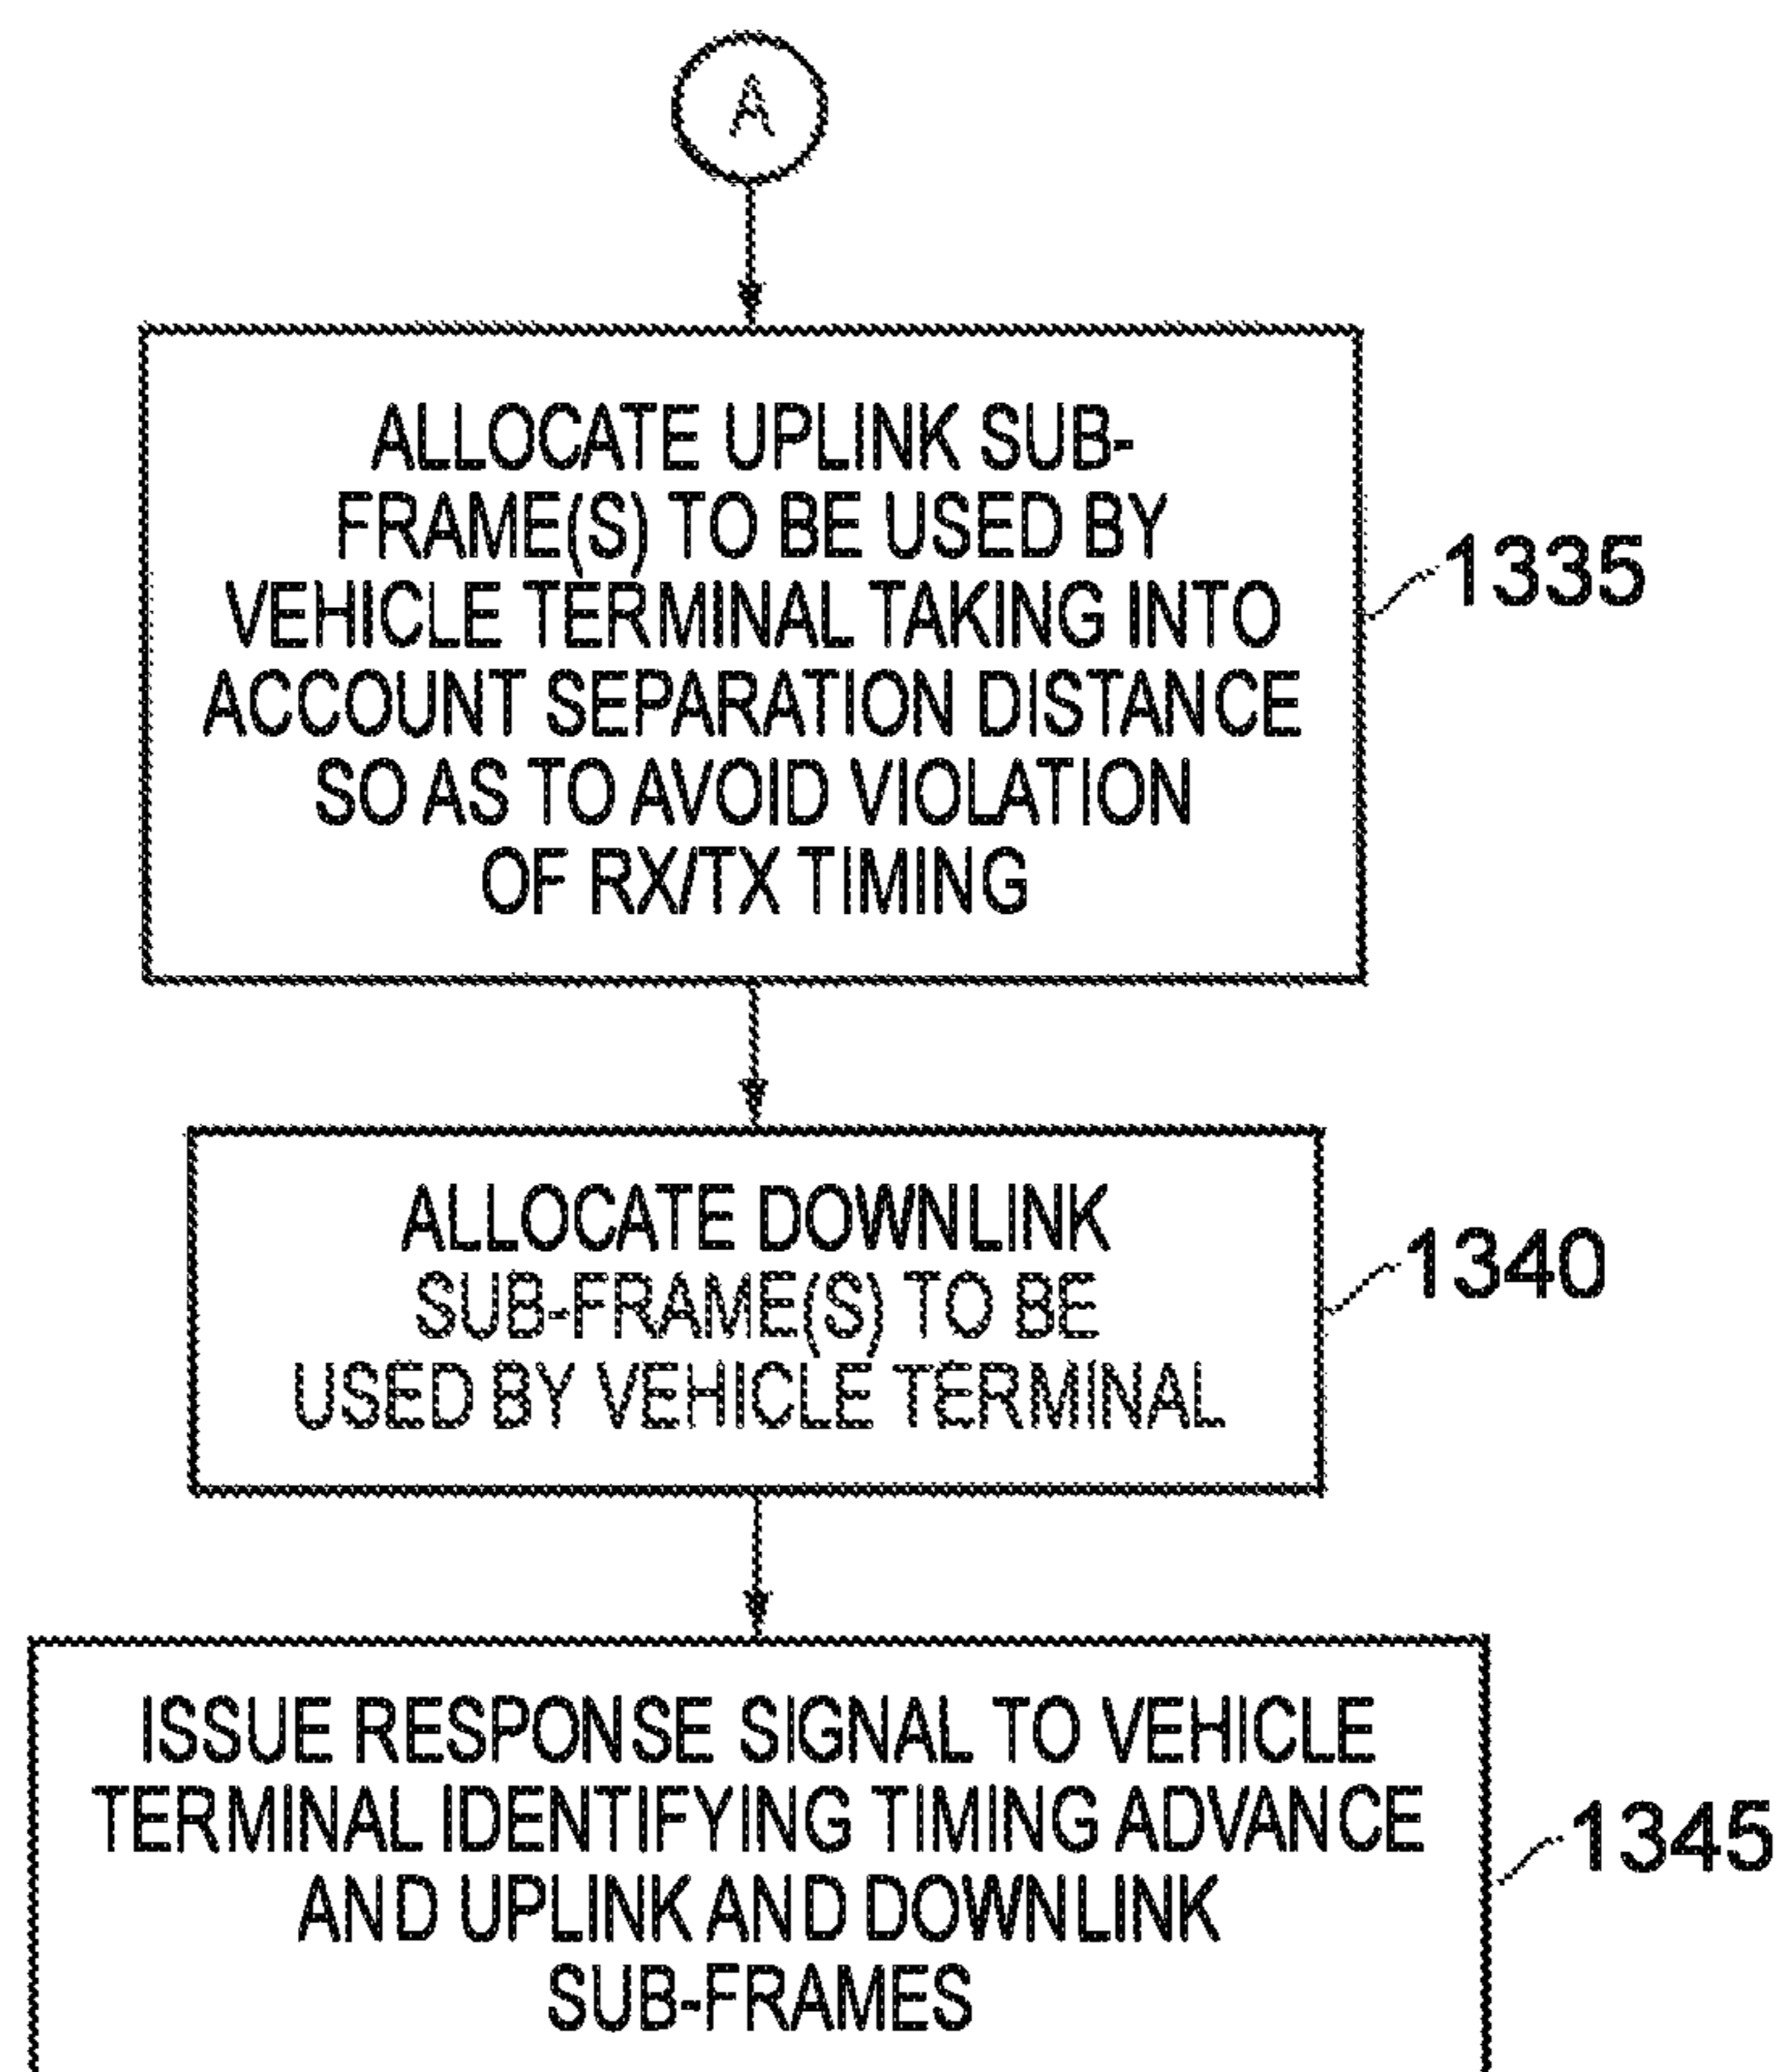 A
ALLOCATE UPLINK SUB-
FRAME(S) TO BE USED BY
VEHICLE TERMINAL TAKING INTO
ACCOUNT SEPARATION DISTANCE
SO AS TO AVOID VIOLATION
OF RX/TX TIMING
1335
ALLOCATE DOWNLINK
SUB-FRAME(S) TO BE
USED BY VEHICLE TERMINAL
1340
ISSUE RESPONSE SIGNAL TO VEHICLE
TERMINAL IDENTIFYING TIMING ADVANCE
AND UPLINK AND DOWNLINK
SUB-FRAMES
1345